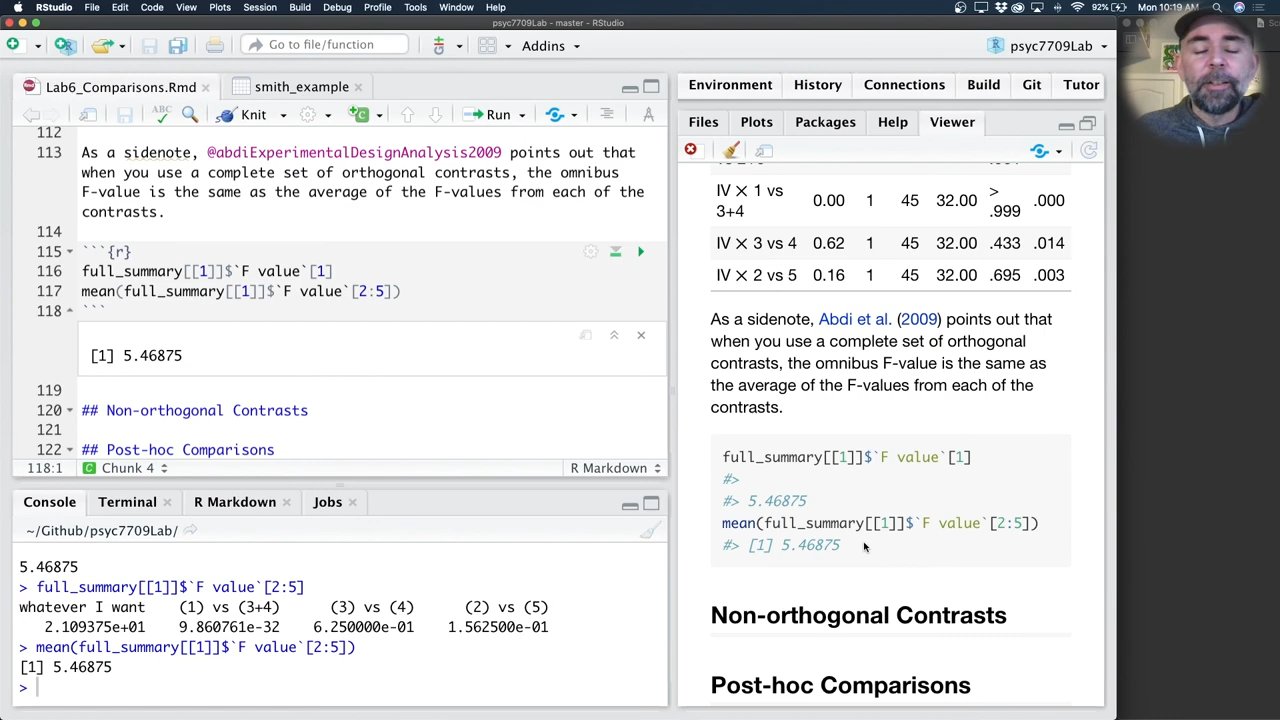 RStudio File Edit Code View Plots Session Build Debug Profile Tools Window Help 92% Mon 10:19 AM
psyc7709Lab - master - RStudio
Go to file/function Addins psyc7709Lab
Lab6_Comparisons.Rmd smith_example
ABC Knit Run
112
113 As a sidenote, @abdiExperimentalDesignAnalysis2009 points out that
when you use a complete set of orthogonal contrasts, the omnibus
F-value is the same as the average of the F-values from each of the
contrasts.
114
115 ```{r}
116 full_summary[[1]]$`F value`[1]
117 mean(full_summary[[1]]$`F value`[2:5])
118 ```
[1] 5.46875
119
120 ## Non-orthogonal Contrasts
121
122 ## Post-hoc Comparisons
118:1 Chunk 4 R Markdown
Console Terminal R Markdown Jobs
~/Github/psyc7709Lab/
5.46875
> full_summary[[1]]$`F value`[2:5]
whatever I want (1) vs (3+4) (3) vs (4) (2) vs (5)
2.109375e+01 9.860761e-32 6.250000e-01 1.562500e-01
> mean(full_summary[[1]]$`F value`[2:5])
[1] 5.46875
>
Environment History Connections Build Git Tutor
Files Plots Packages Help Viewer
IV × 1 vs 3+4 0.00 1 45 32.00 > .999 .000
IV × 3 vs 4 0.62 1 45 32.00 .433 .014
IV × 2 vs 5 0.16 1 45 32.00 .695 .003
As a sidenote, Abdi et al. (2009) points out that
when you use a complete set of orthogonal
contrasts, the omnibus F-value is the same as
the average of the F-values from each of the
contrasts.
full_summary[[1]]$`F value`[1]
#>
#> 5.46875
mean(full_summary[[1]]$`F value`[2:5])
#> [1] 5.46875
Non-orthogonal Contrasts
Post-hoc Comparisons